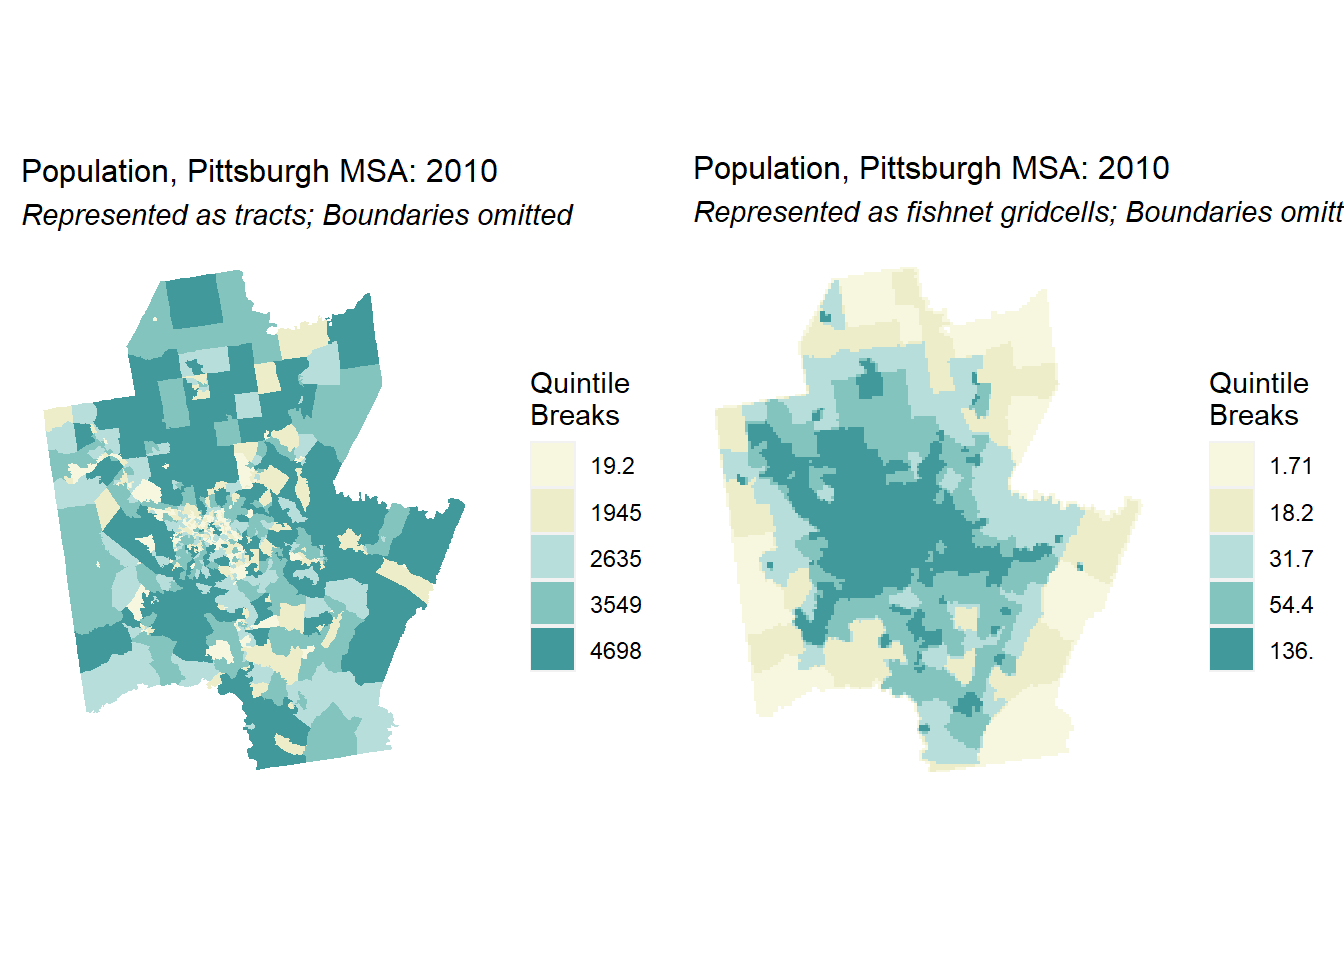 Population, Pittsburgh MSA: 2010
Represented as tracts; Boundaries omitted
Quintile
Breaks
19.2
1945
2635
3549
4698
Population, Pittsburgh MSA: 2010
Represented as fishnet gridcells; Boundaries omitt
Quintile
Breaks
1.71
18.2
31.7
54.4
136.